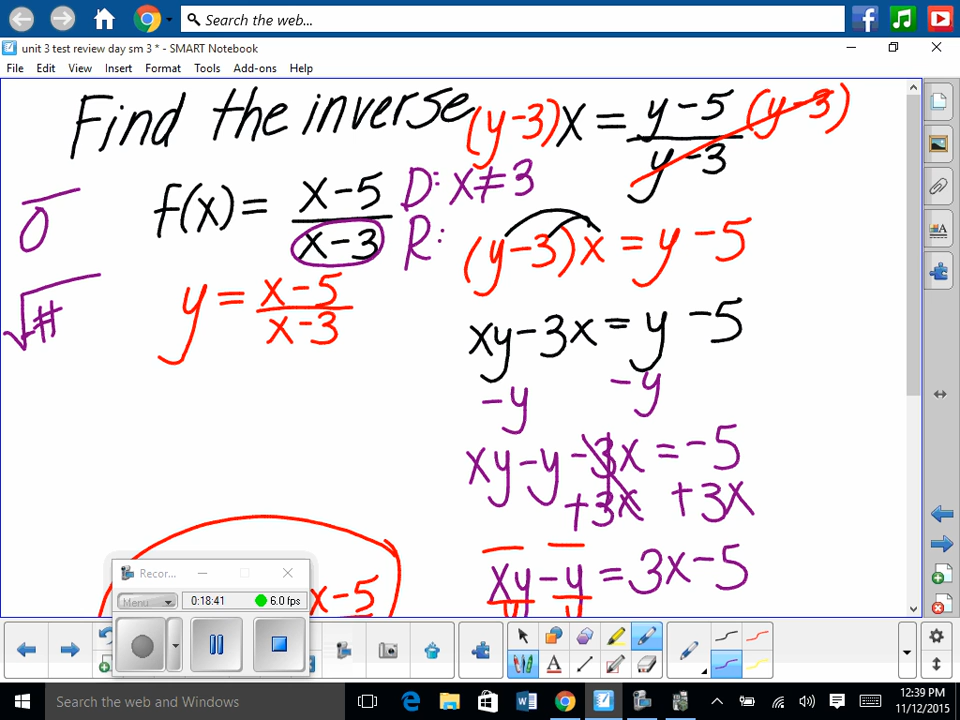 Search the web...
unit 3 test review day sm 3 * - SMART Notebook
File Edit View Insert Format Tools Add-ons Help
Find the inverse
f(x) = x-5
x-3
D: x≠3
R:
0
√#
y = x-5
x-3
(y-3)x = y-5 (y-3)
y-3
(y-3)x = y-5
xy-3x = y-5
-y -y
xy-y-3x = -5
+3x +3x
xy-y = 3x-5
y y
x-5
Recor...
Menu
0:18:41 6.0 fps
Search the web and Windows
12:39 PM
11/12/2015